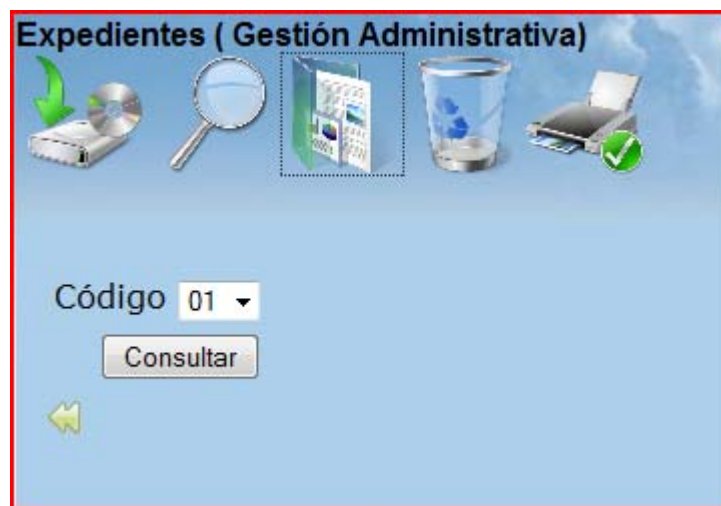 Expedientes ( Gestión Administrativa)
Código 01
Consultar